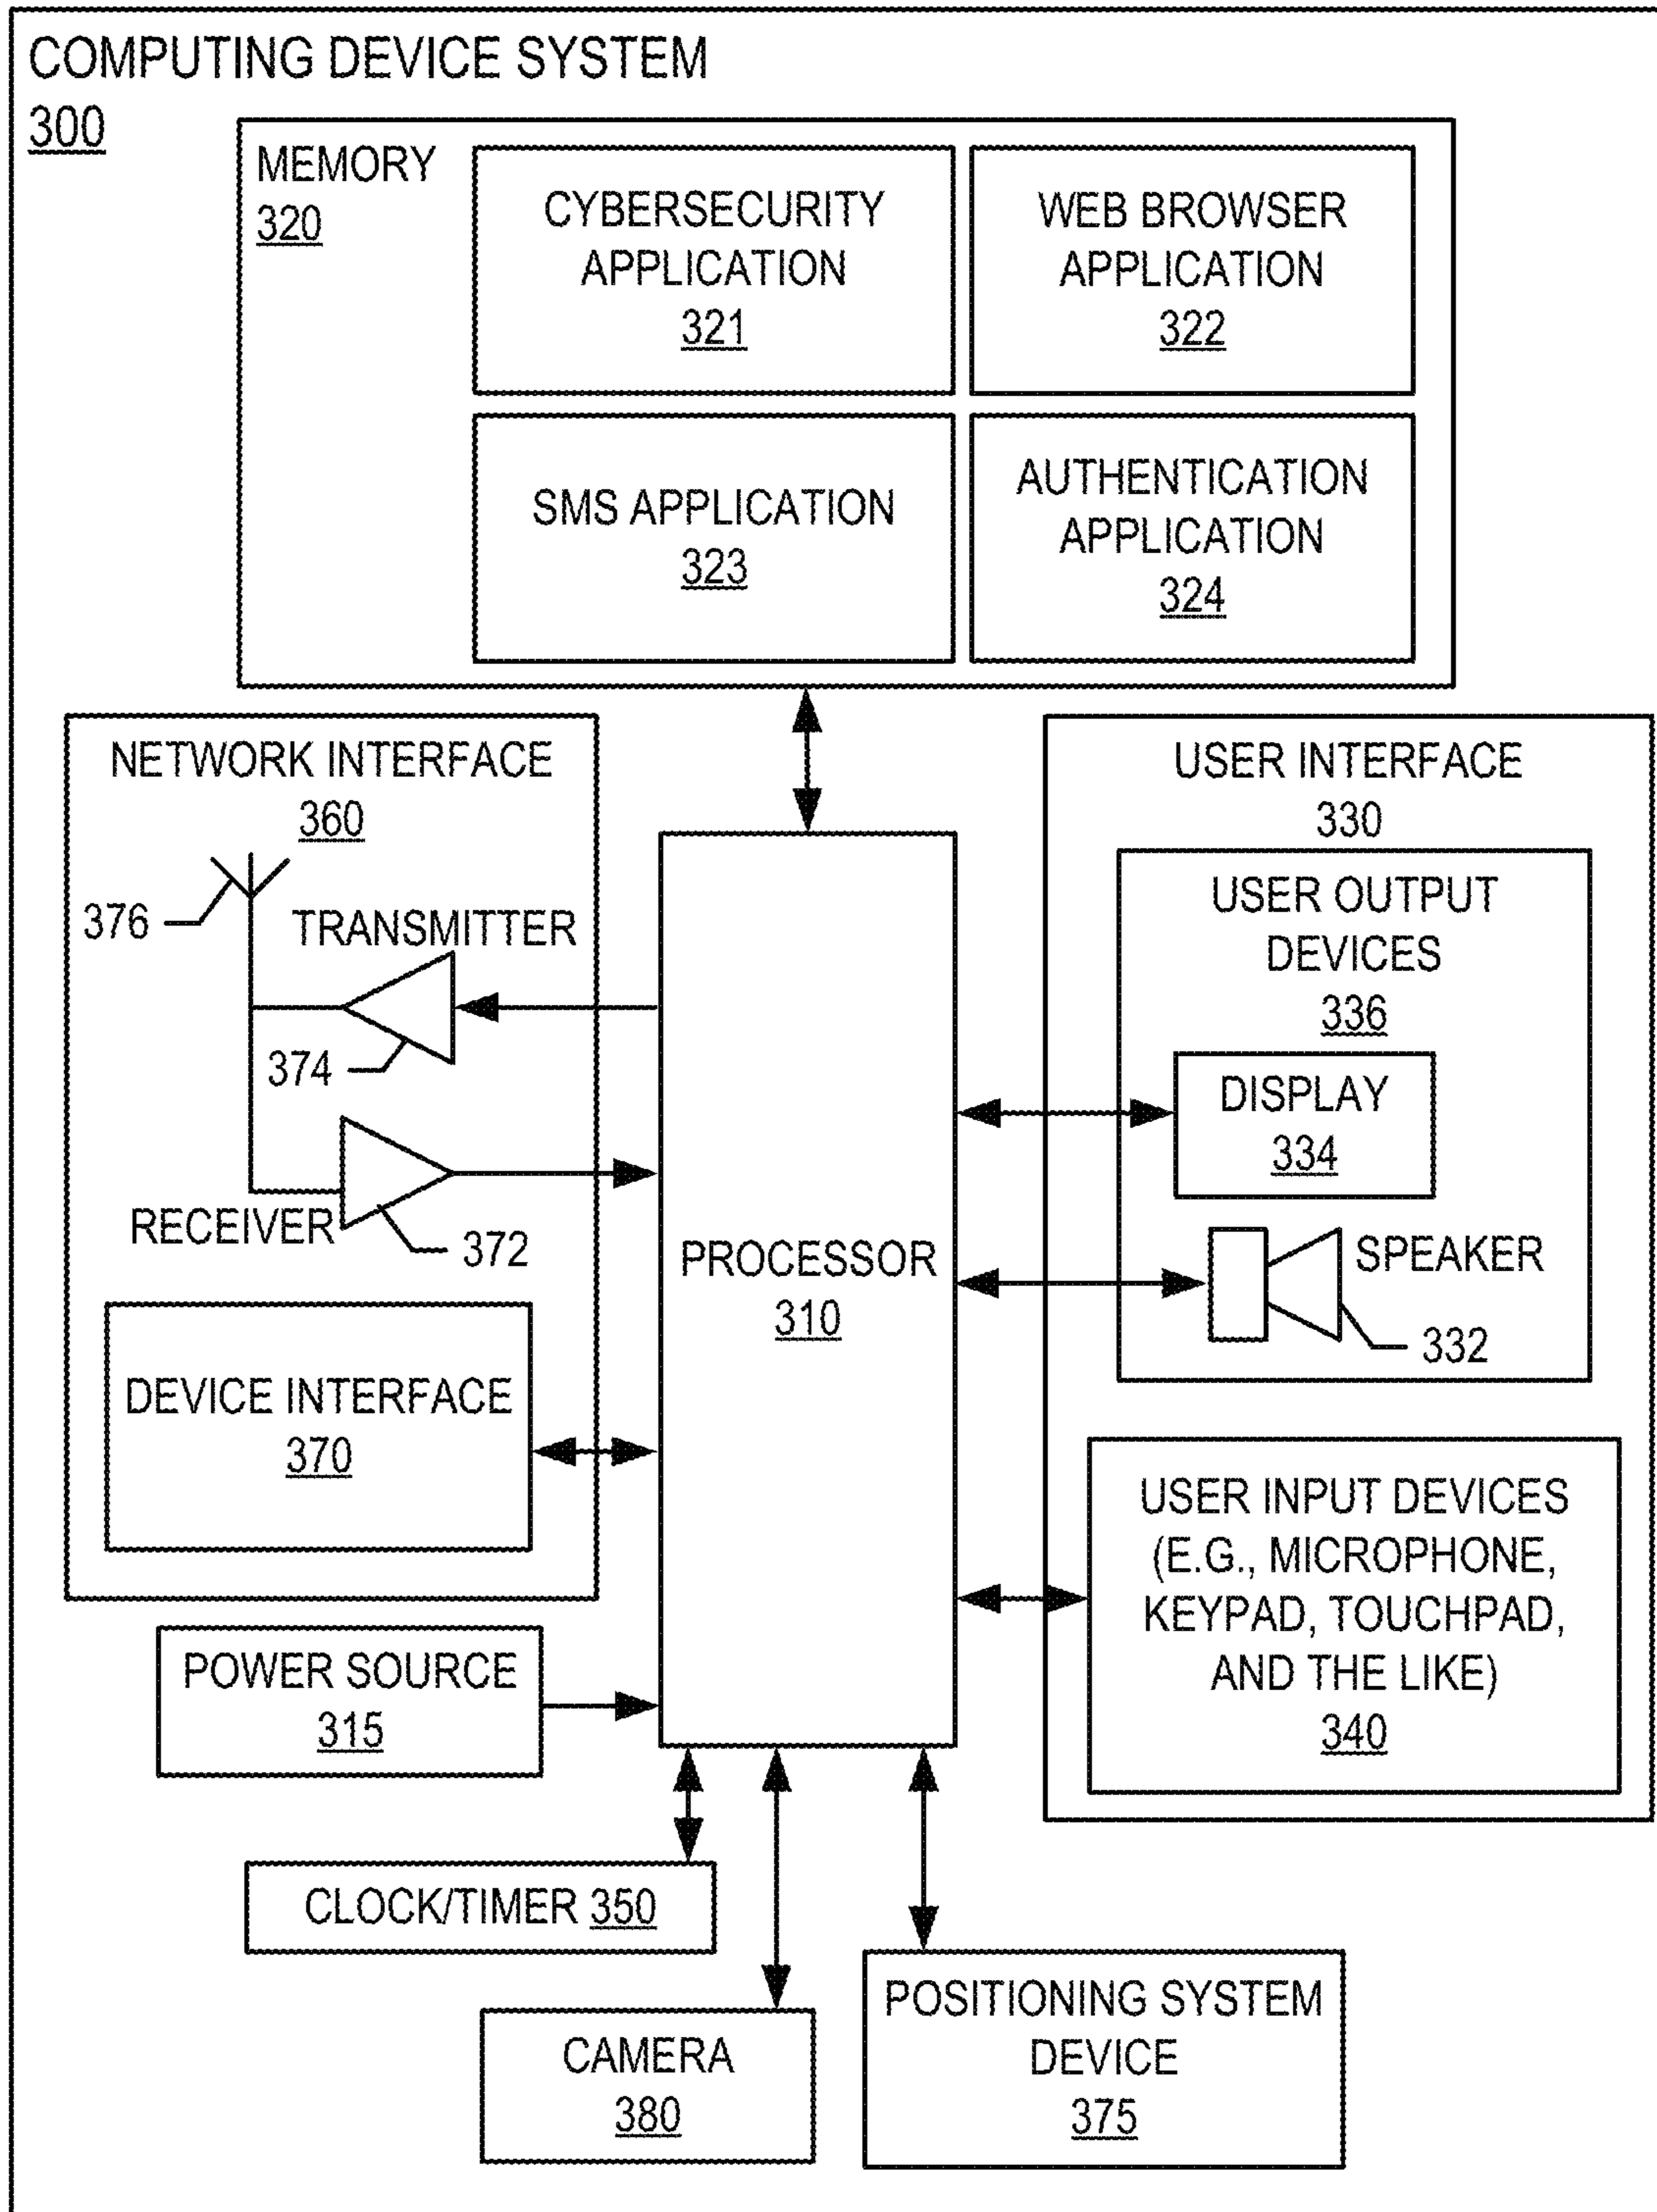 COMPUTING DEVICE SYSTEM
300
MEMORY
320
CYBERSECURITY
APPLICATION
321
WEB BROWSER
APPLICATION
322
SMS APPLICATION
323
AUTHENTICATION
APPLICATION
324
NETWORK INTERFACE
360
376
TRANSMITTER
374
RECEIVER
372
DEVICE INTERFACE
370
PROCESSOR
310
USER INTERFACE
330
USER OUTPUT
DEVICES
336
DISPLAY
334
SPEAKER
332
USER INPUT DEVICES
(E.G., MICROPHONE,
KEYPAD, TOUCHPAD,
AND THE LIKE)
340
POWER SOURCE
315
CLOCK/TIMER 350
CAMERA
380
POSITIONING SYSTEM
DEVICE
375